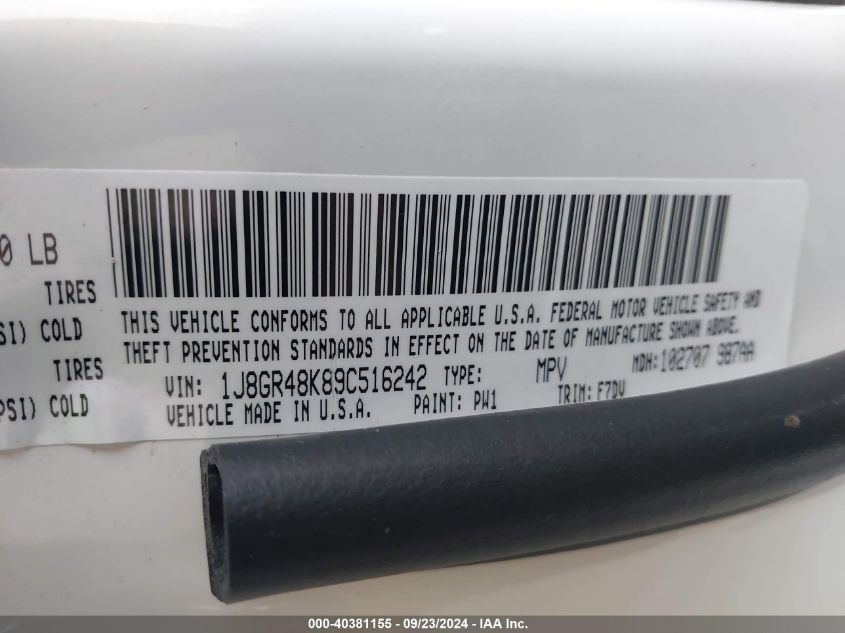 0 LB
TIRES
SI) COLD
TIRES
PSI) COLD
THIS VEHICLE CONFORMS TO ALL APPLICABLE U.S.A. FEDERAL MOTOR VEHICLE SAFETY AND
THEFT PREVENTION STANDARDS IN EFFECT ON THE DATE OF MANUFACTURE SHOWN ABOVE.
VIN: 1J8GR48K89C516242 TYPE: MPV MDH: 102707 987AA
VEHICLE MADE IN U.S.A. PAINT: PW1 TRIM: F7DV
000-40381155 - 09/23/2024 - IAA Inc.